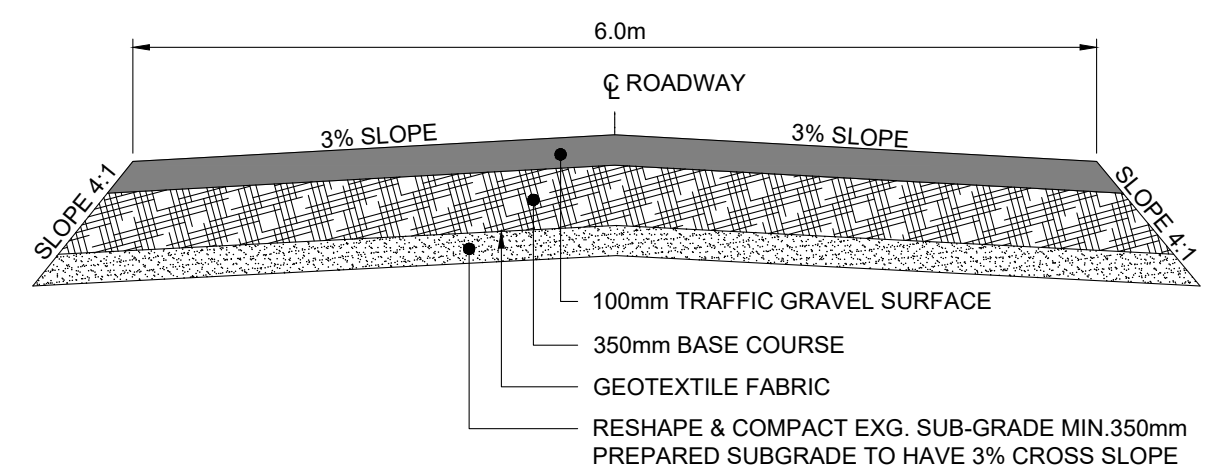 6.0m
℄ ROADWAY
3% SLOPE
3% SLOPE
SLOPE 4:1
SLOPE 4:1
100mm TRAFFIC GRAVEL SURFACE
350mm BASE COURSE
GEOTEXTILE FABRIC
RESHAPE & COMPACT EXG. SUB-GRADE MIN.350mm
PREPARED SUBGRADE TO HAVE 3% CROSS SLOPE